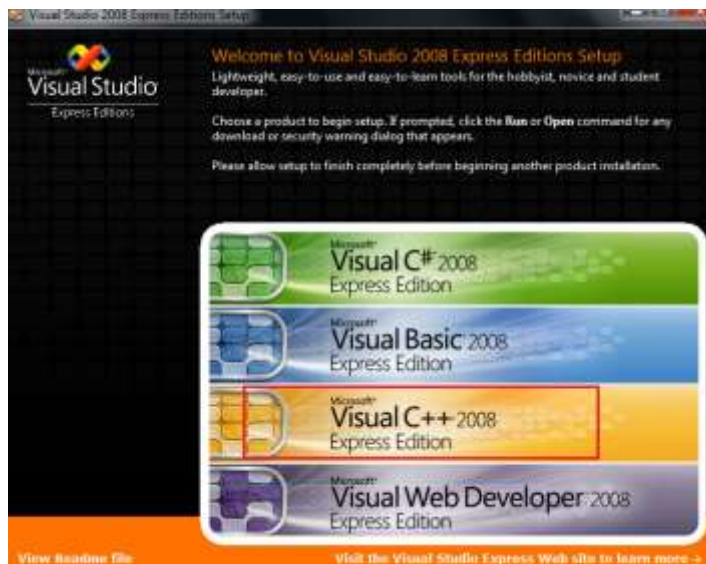 Visual Studio 2008 Express Editions Setup
Microsoft
Visual Studio
Express Editions
Welcome to Visual Studio 2008 Express Editions Setup
Lightweight, easy-to-use and easy-to-learn tools for the hobbyist, novice and student
developer.
Choose a product to begin setup. If prompted, click the Run or Open command for any
download or security warning dialog that appears.
Please allow setup to finish completely before beginning another product installation.
Microsoft
Visual C# 2008
Express Edition
Microsoft
Visual Basic 2008
Express Edition
Microsoft
Visual C++ 2008
Express Edition
Microsoft
Visual Web Developer 2008
Express Edition
View Readme file
Visit the Visual Studio Express Web site to learn more